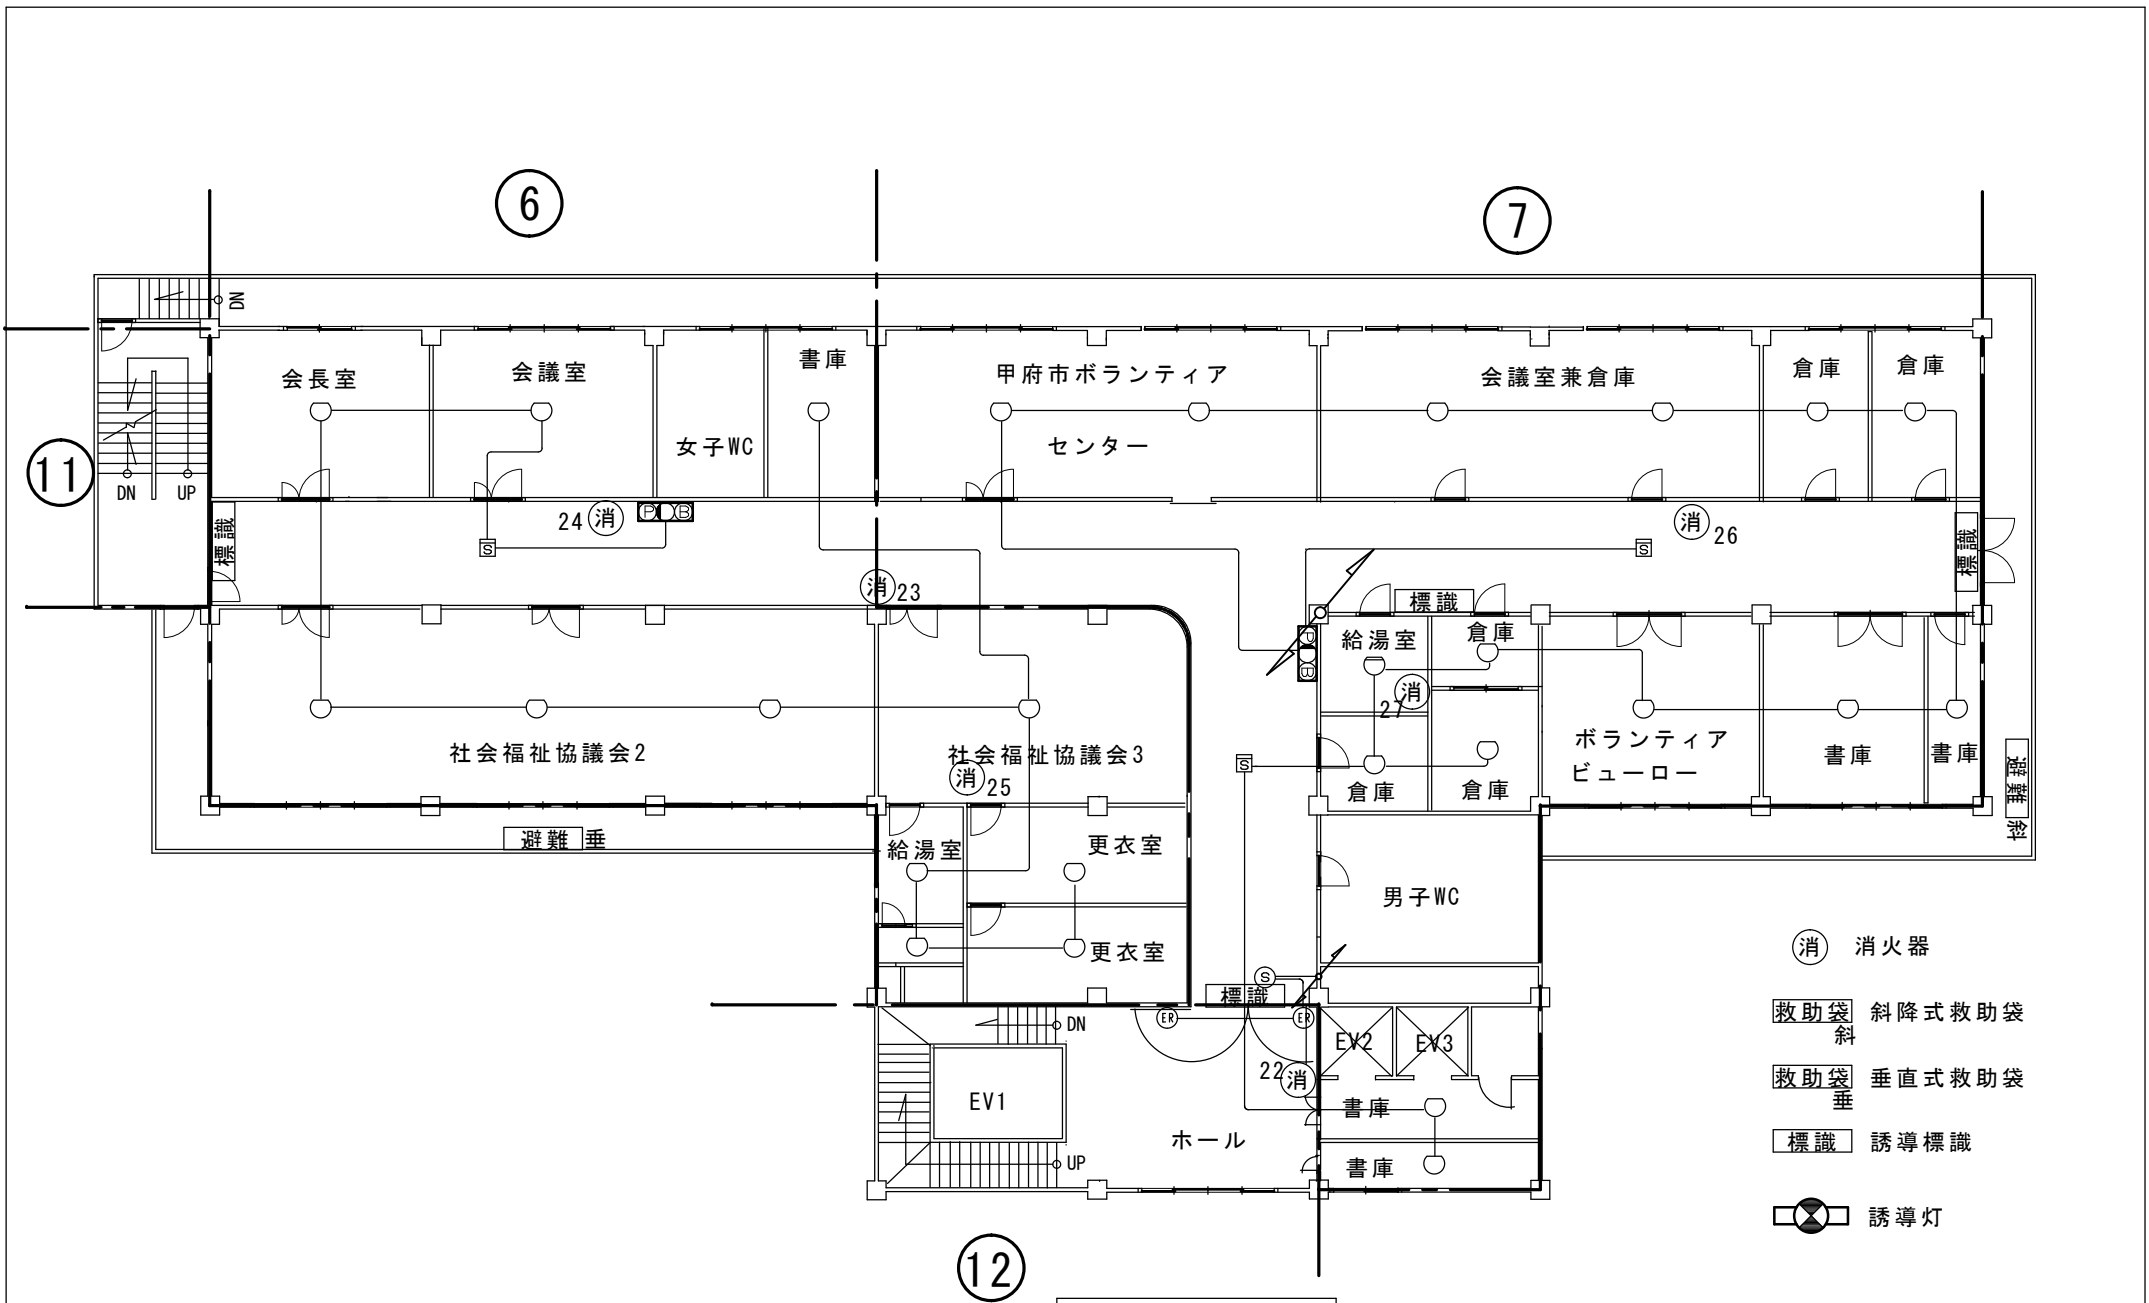 6
7
DN
会長室
会議室
書庫
甲府市ボランティア
会議室兼倉庫
倉庫
倉庫
女子WC
センター
11
DN
UP
24
消
P
B
標識
S
消
26
S
標識
消
23
標識
P
B
給湯室
倉庫
消
27
社会福祉協議会2
社会福祉協議会3
消
25
S
ボランティア
ビューロー
書庫
書庫
倉庫
倉庫
避難
斜
避難
垂
給湯室
更衣室
男子WC
更衣室
S
標識
DN
ER
ER
EV2
EV3
22
消
EV1
書庫
ホール
UP
書庫
12
消
消火器
救助袋
斜
斜降式救助袋
救助袋
垂
垂直式救助袋
標識
誘導標識
誘導灯